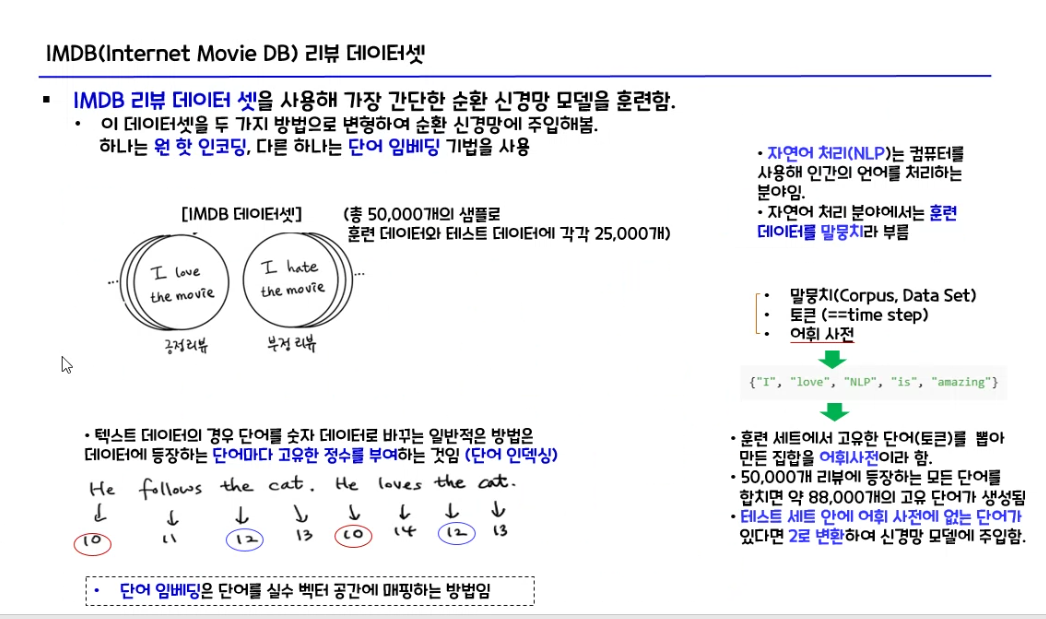 IMDB(Internet Movie DB) 리뷰 데이터셋
▪ IMDB 리뷰 데이터 셋을 사용해 가장 간단한 순환 신경망 모델을 훈련함.
• 이 데이터셋을 두 가지 방법으로 변형하여 순환 신경망에 주입해봄.
하나는 원 핫 인코딩, 다른 하나는 단어 임베딩 기법을 사용
[IMDB 데이터셋]
(총 50,000개의 샘플로
훈련 데이터와 테스트 데이터에 각각 25,000개)
... I love
the movie
긍정리뷰
I hate ...
the movie
부정 리뷰
• 텍스트 데이터의 경우 단어를 숫자 데이터로 바꾸는 일반적은 방법은
데이터에 등장하는 단어마다 고유한 정수를 부여하는 것임 (단어 인덱싱)
He follows the cat. He loves the cat.
↓ ↓ ↓ ↓ ↓ ↓ ↓ ↓
10 11 12 13 10 14 12 13
• 단어 임베딩은 단어를 실수 벡터 공간에 매핑하는 방법임
• 자연어 처리(NLP)는 컴퓨터를
사용해 인간의 언어를 처리하는
분야임.
• 자연어 처리 분야에서는 훈련
데이터를 말뭉치라 부름
• 말뭉치(Corpus, Data Set)
• 토큰 (==time step)
• 어휘 사전
{"I", "love", "NLP", "is", "amazing"}
• 훈련 세트에서 고유한 단어(토큰)를 뽑아
만든 집합을 어휘사전이라 함.
• 50,000개 리뷰에 등장하는 모든 단어를
합치면 약 88,000개의 고유 단어가 생성됨
• 테스트 세트 안에 어휘 사전에 없는 단어가
있다면 2로 변환하여 신경망 모델에 주입함.